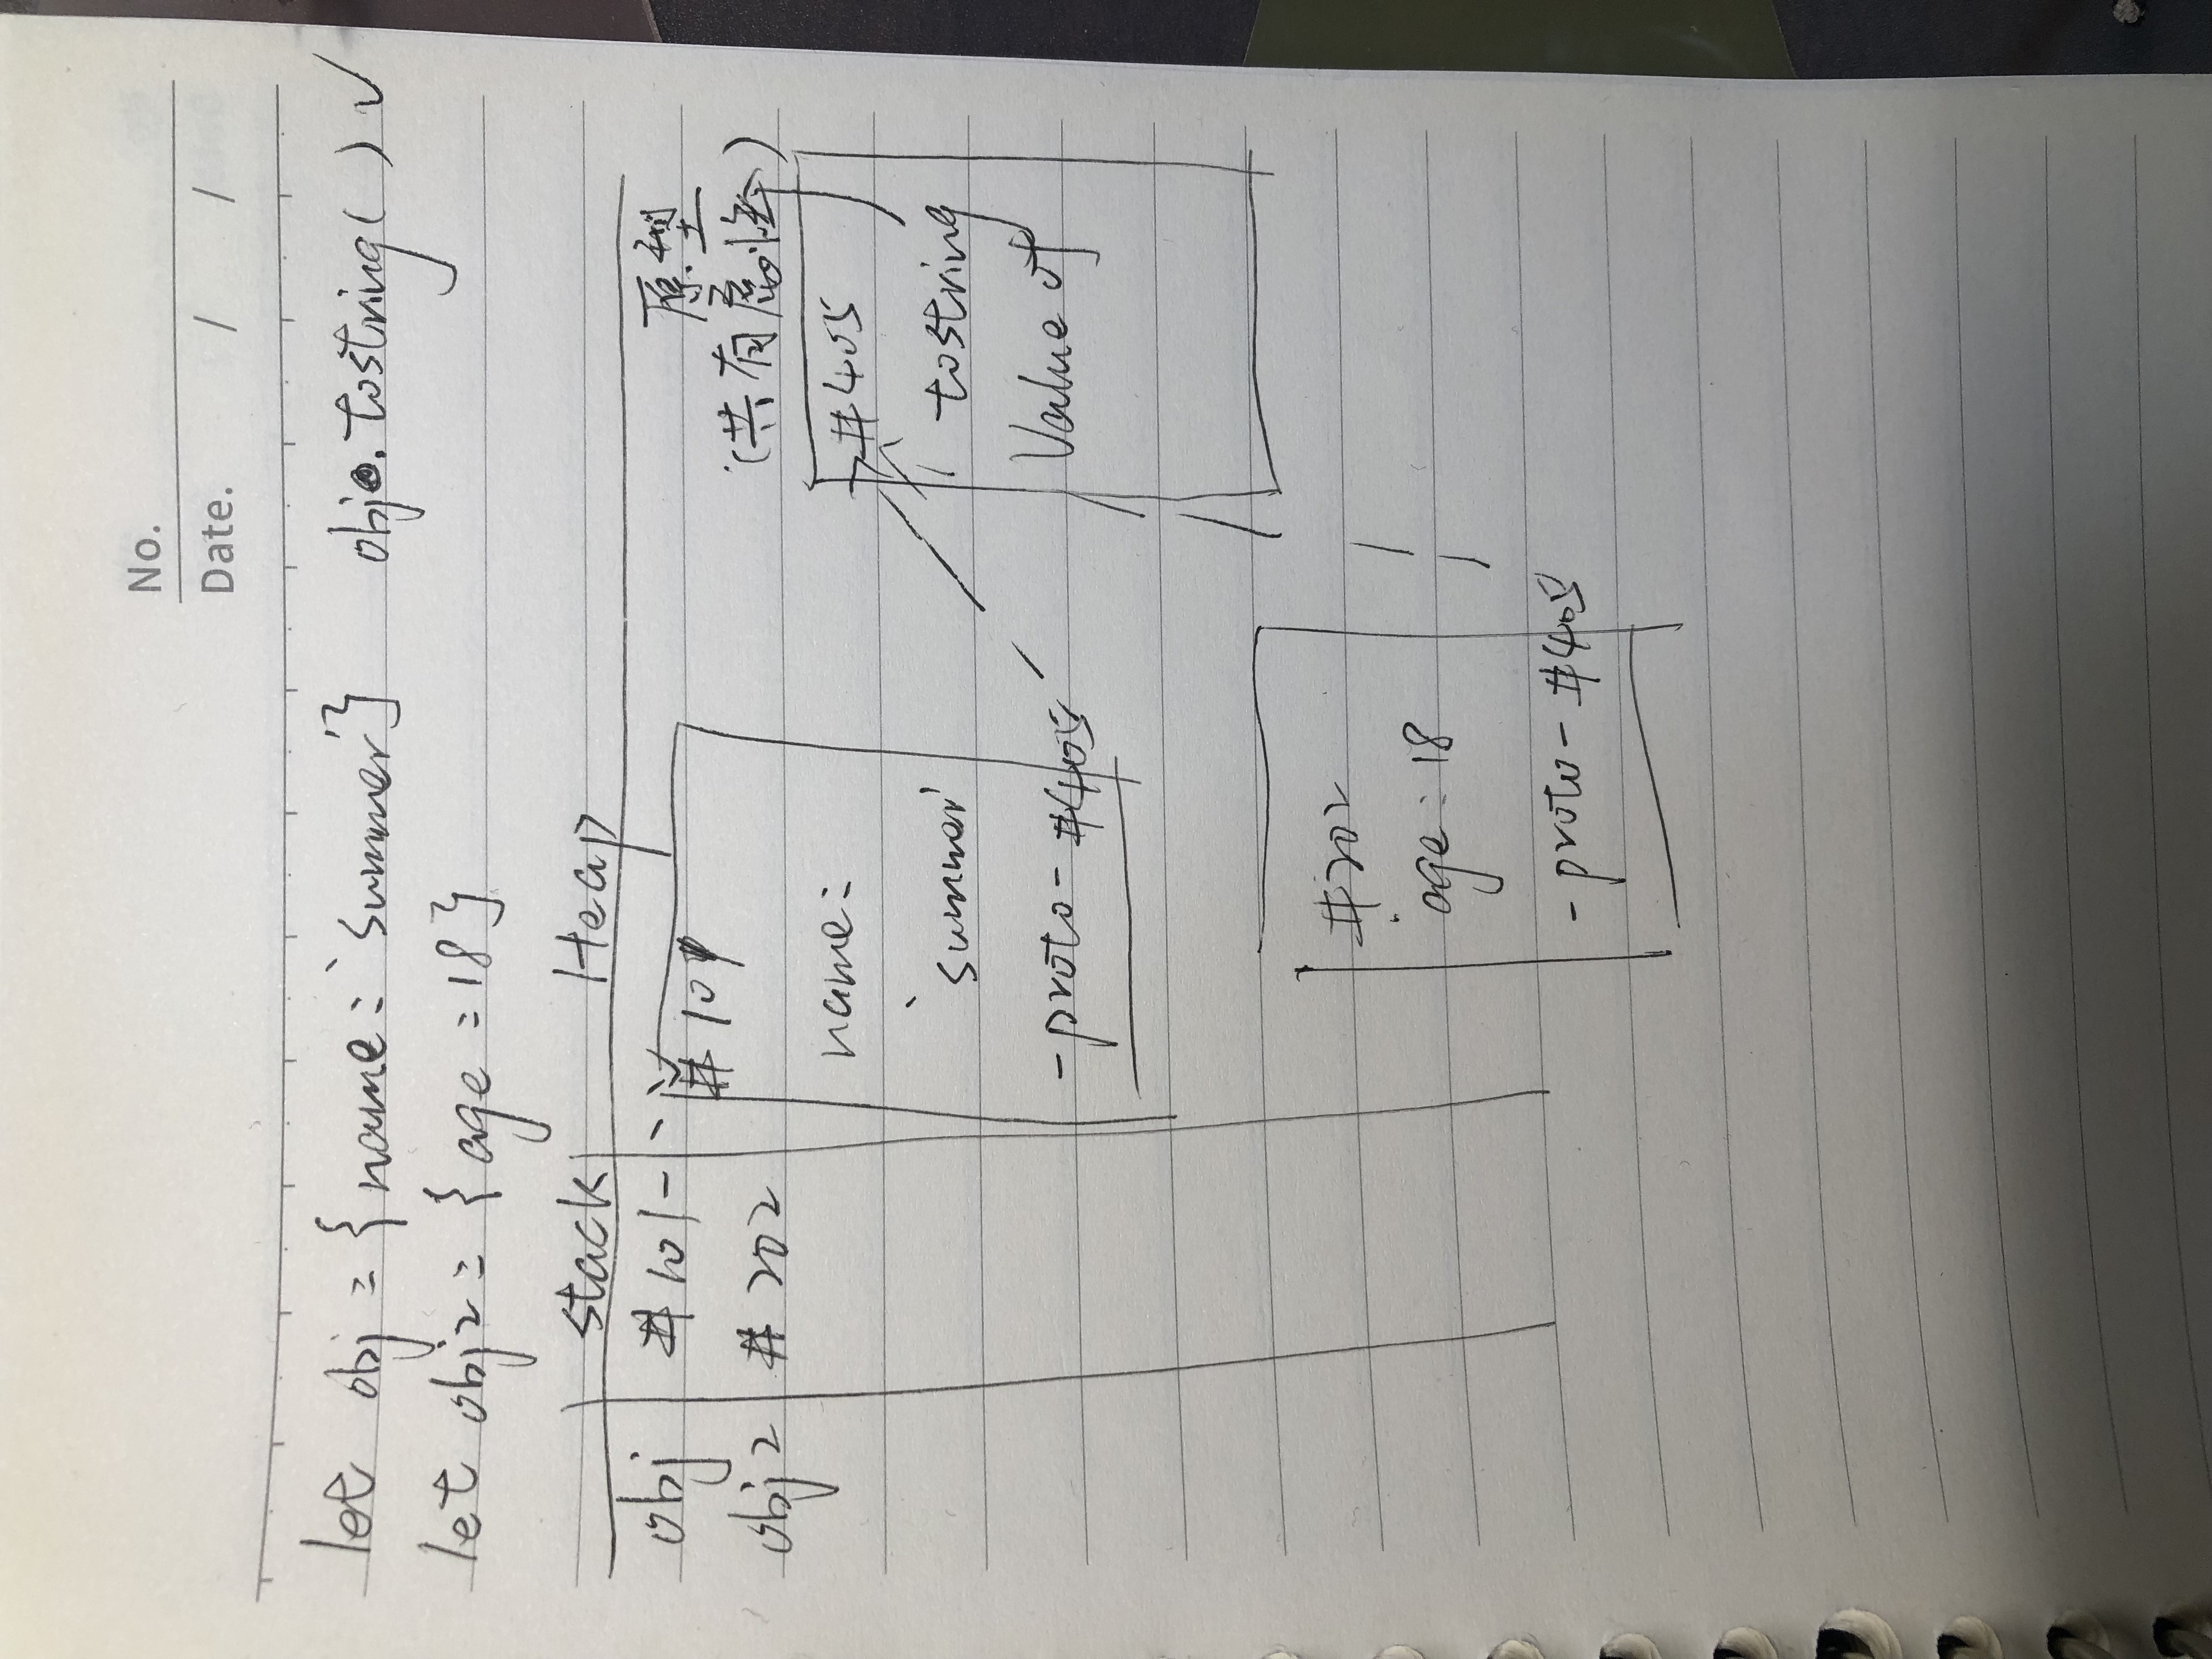 No.
Date. / /
let obj = {name: 'summer'} obj.tostring() ✓
let obj2 = {age:18}
stack Heap
obj #101
obj2 #202
#101
name:
'summer'
-proto- #405
原型
(共有属性)
#405
tostring
Value of
#202
age: 18
-proto- #405